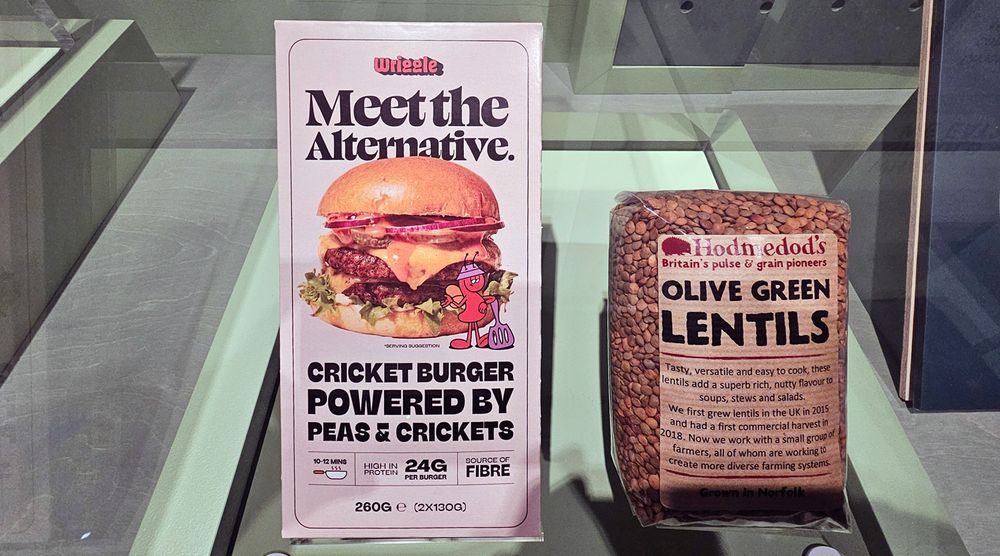 Wriggle
Meet the
Alternative.
*SERVING SUGGESTION
CRICKET BURGER
POWERED BY
PEAS & CRICKETS
10-12 MINS
HIGH IN
PROTEIN
24G
PER BURGER
SOURCE OF
FIBRE
260G ℮ (2X130G)
Hodmedod's
Britain's pulse & grain pioneers
OLIVE GREEN
LENTILS
Tasty, versatile and easy to cook, these
lentils add a superb rich, nutty flavour to
soups, stews and salads.
We first grew lentils in the UK in 2015
and had a first commercial harvest in
2018. Now we work with a small group of
farmers, all of whom are working to
create more diverse farming systems.
Grown in Norfolk